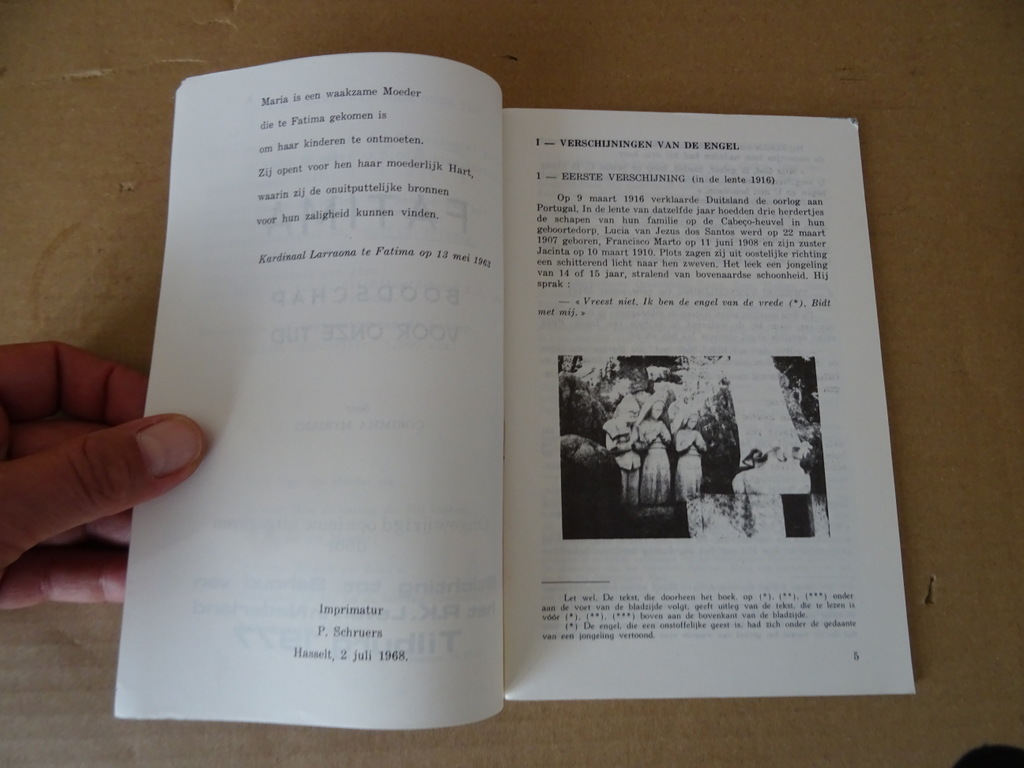 Maria is een waakzame Moeder
die te Fatima gekomen is
om haar kinderen te ontmoeten.
Zij opent voor hen haar moederlijk Hart,
waarin zij de onuitputtelijke bronnen
voor hun zaligheid kunnen vinden.
Kardinaal Larraona te Fatima op 13 mei 1963
Imprimatur
P. Schruers
Hasselt, 2 juli 1968.
I — VERSCHIJNINGEN VAN DE ENGEL
1 — EERSTE VERSCHIJNING (in de lente 1916)
Op 9 maart 1916 verklaarde Duitsland de oorlog aan
Portugal. In de lente van datzelfde jaar hoedden drie herdertjes
de schapen van hun familie op de Cabeço-heuvel in hun
geboortedorp. Lucia van Jezus dos Santos werd op 22 maart
1907 geboren, Francisco Marto op 11 juni 1908 en zijn zuster
Jacinta op 10 maart 1910. Plots zagen zij uit oostelijke richting
een schitterend licht naar hen zweven. Het leek een jongeling
van 14 of 15 jaar, stralend van bovenaardse schoonheid. Hij
sprak :
— « Vreest niet. Ik ben de engel van de vrede (*). Bidt
met mij. »
Let wel. De tekst, die doorheen het boek, op (*), (**), (***) onder
aan de voet van de bladzijde volgt, geeft uitleg van de tekst, die te lezen is
vóór (*), (**), (***) boven aan de bovenkant van de bladzijde.
(*) De engel, die een onstoffelijke geest is, had zich onder de gedaante
van een jongeling vertoond.
5